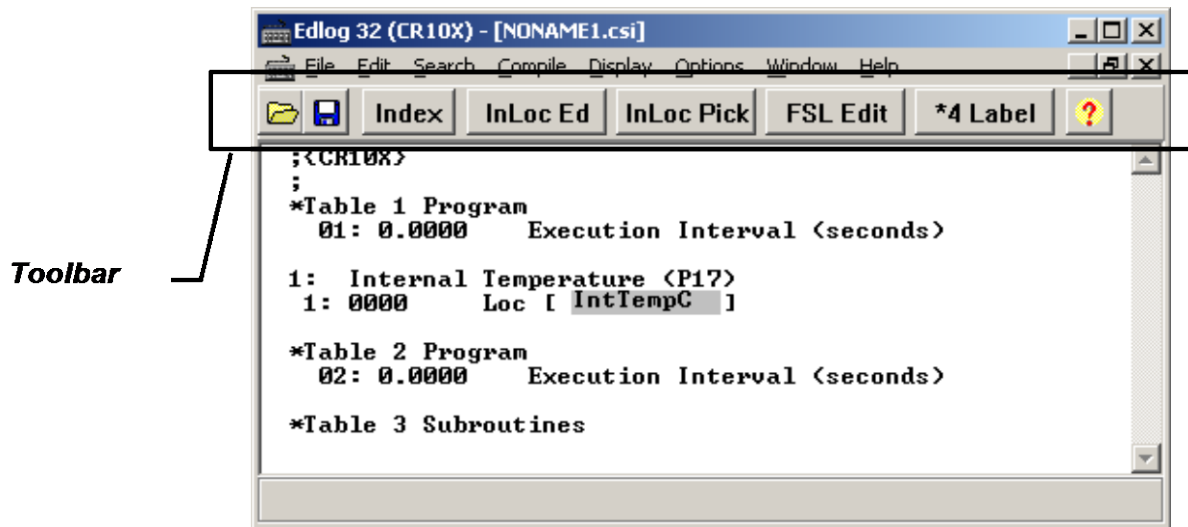 Edlog 32 (CR10X) - [NONAME1.csi]
File Edit Search Compile Display Options Window Help
Index InLoc Ed InLoc Pick FSL Edit *4 Label ?
;{CR10X}
;
*Table 1 Program
01: 0.0000 Execution Interval (seconds)
1: Internal Temperature (P17)
1: 0000 Loc [ IntTempC ]
*Table 2 Program
02: 0.0000 Execution Interval (seconds)
*Table 3 Subroutines
Toolbar